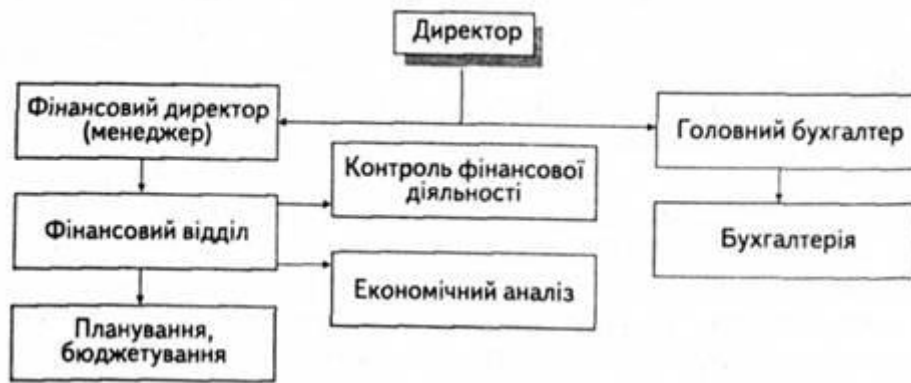 Директор
Фінансовий директор
(менеджер)
Головний бухгалтер
Контроль фінансової
діяльності
Фінансовий відділ
Бухгалтерія
Економічний аналіз
Планування,
бюджетування